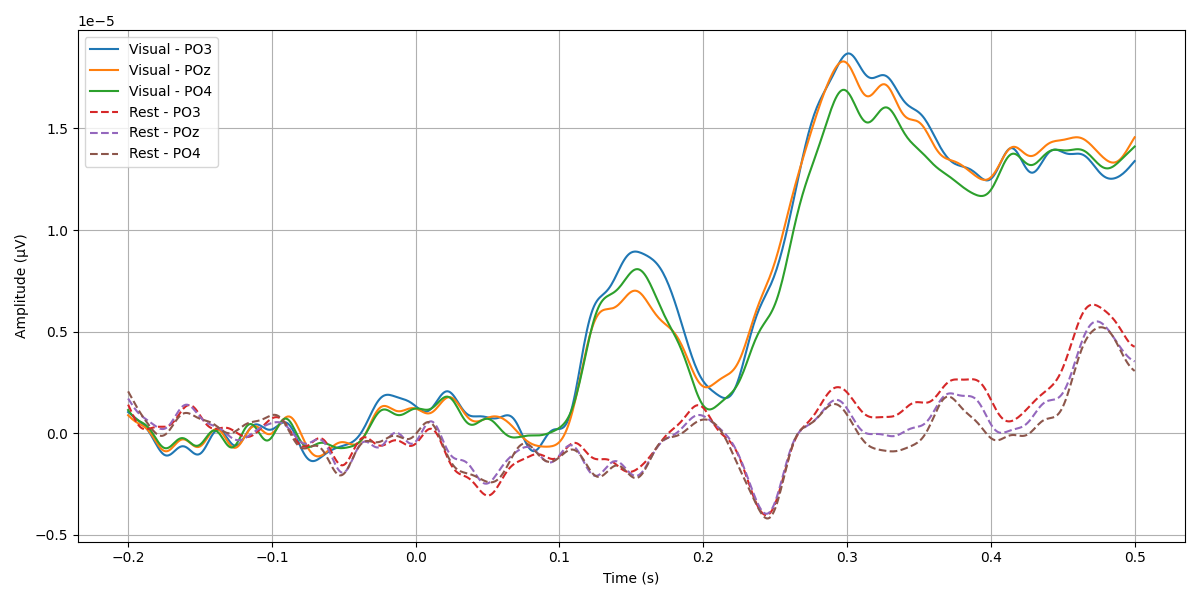 1e−5
Visual - PO3
Visual - POz
Visual - PO4
Rest - PO3
Rest - POz
Rest - PO4
1.5
1.0
0.5
0.0
−0.5
Amplitude (µV)
−0.2 −0.1 0.0 0.1 0.2 0.3 0.4 0.5
Time (s)